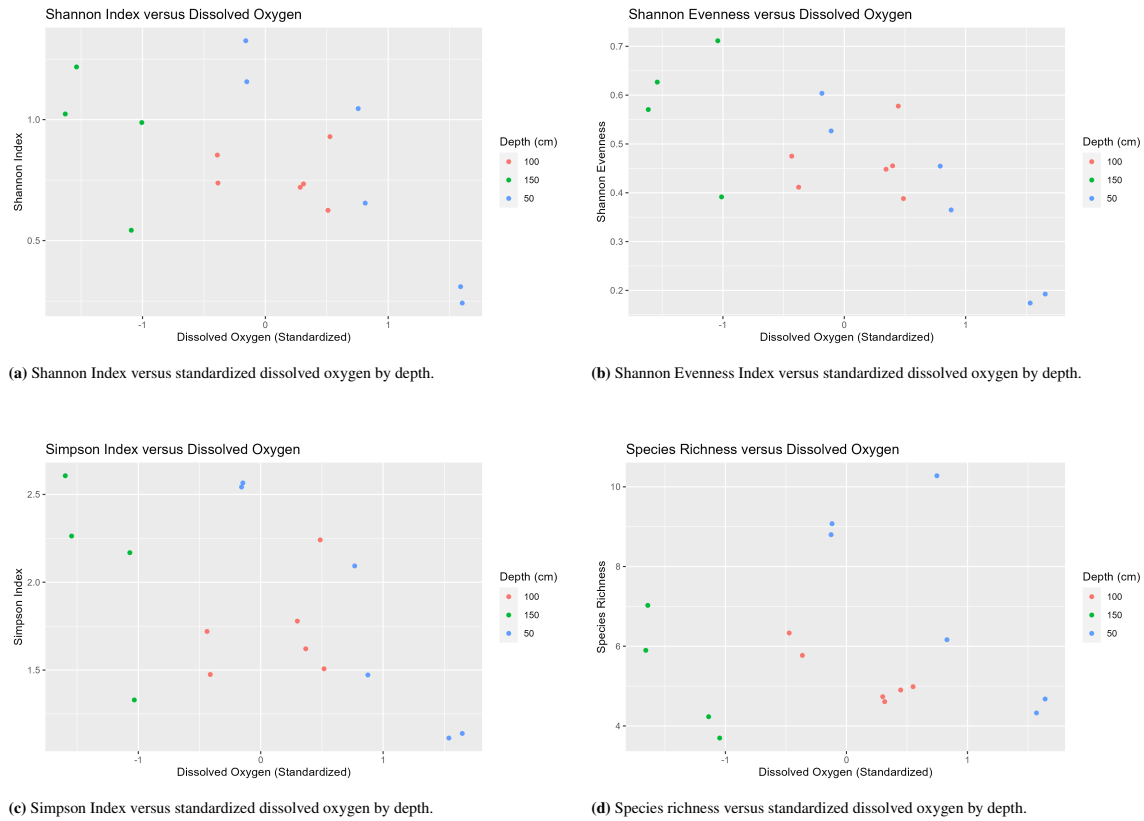 Shannon Index versus Dissolved Oxygen
1.0
0.5
Shannon Index
-1 0 1
Dissolved Oxygen (Standardized)
Depth (cm)
100
150
50
(a) Shannon Index versus standardized dissolved oxygen by depth.
Shannon Evenness versus Dissolved Oxygen
0.7
0.6
0.5
0.4
0.3
0.2
Shannon Evenness
-1 0 1
Dissolved Oxygen (Standardized)
Depth (cm)
100
150
50
(b) Shannon Evenness Index versus standardized dissolved oxygen by depth.
Simpson Index versus Dissolved Oxygen
2.5
2.0
1.5
Simpson Index
-1 0 1
Dissolved Oxygen (Standardized)
Depth (cm)
100
150
50
(c) Simpson Index versus standardized dissolved oxygen by depth.
Species Richness versus Dissolved Oxygen
10
8
6
4
Species Richness
-1 0 1
Dissolved Oxygen (Standardized)
Depth (cm)
100
150
50
(d) Species richness versus standardized dissolved oxygen by depth.